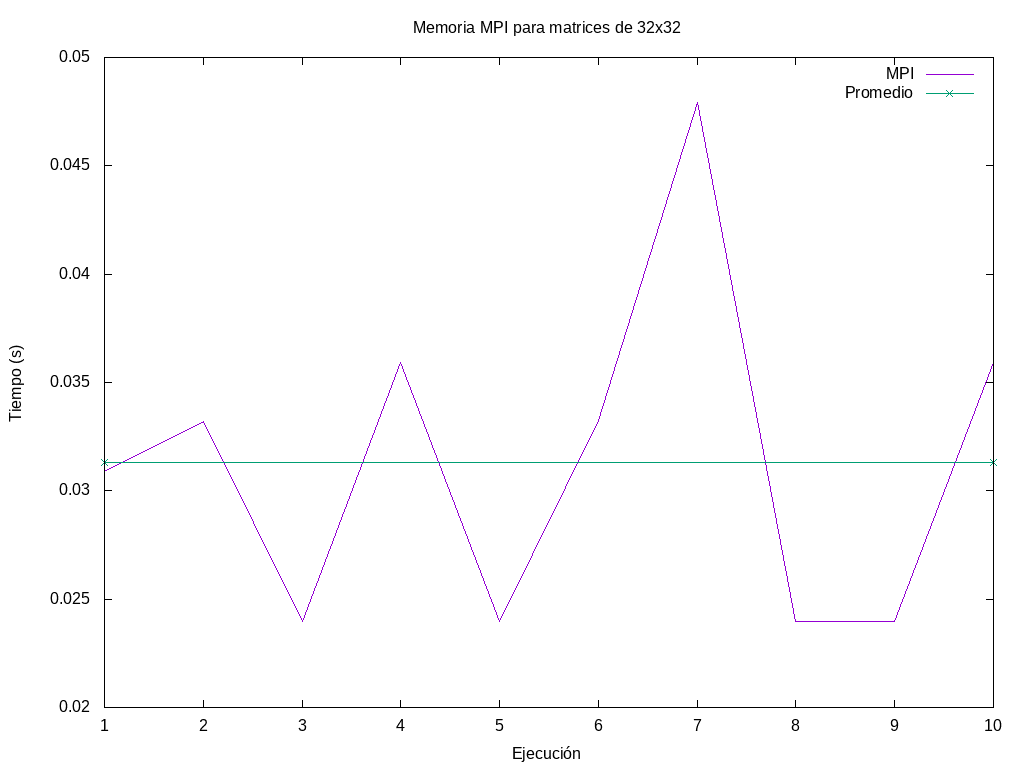 Memoria MPI para matrices de 32x32
MPI
Promedio
0.05
0.045
0.04
0.035
0.03
0.025
0.02
Tiempo (s)
1 2 3 4 5 6 7 8 9 10
Ejecución